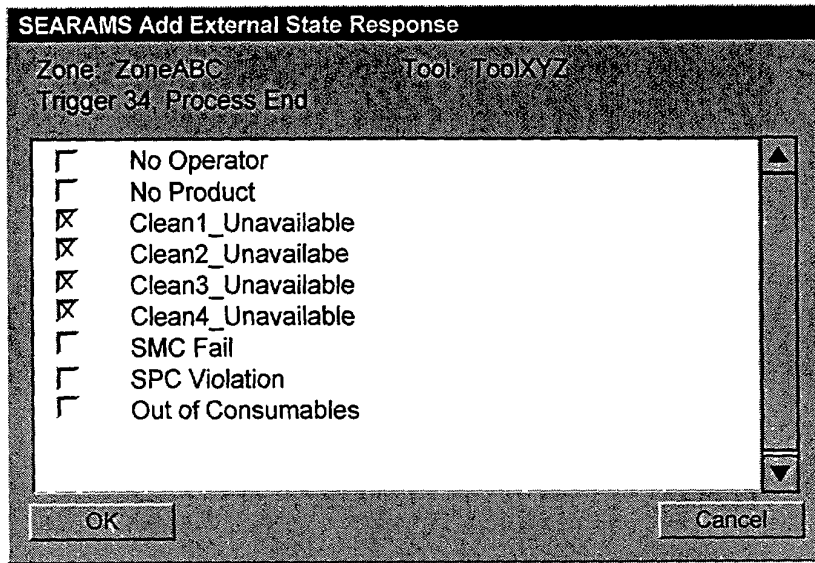 SEARAMS Add External State Response
Zone: ZoneABC Tool: ToolXYZ
Trigger 34, Process End
No Operator
No Product
Clean1_Unavailable
Clean2_Unavailabe
Clean3_Unavailable
Clean4_Unavailable
SMC Fail
SPC Violation
Out of Consumables
OK Cancel